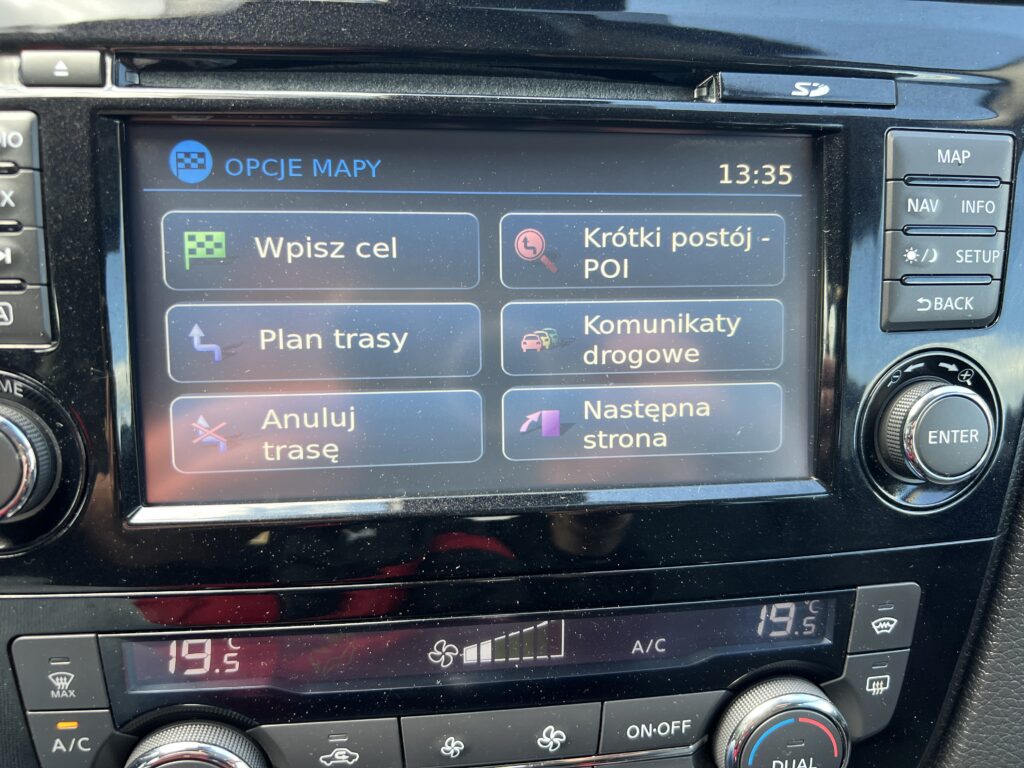 SD
OPCJE MAPY
13:35
Wpisz cel
Krótki postój -
POI
Plan trasy
Komunikaty
drogowe
Anuluj
trasę
Następna
strona
MAP
NAV
INFO
SETUP
BACK
ENTER
19.5°C
A/C
19.5°C
MAX
A/C
ON·OFF
DUAL